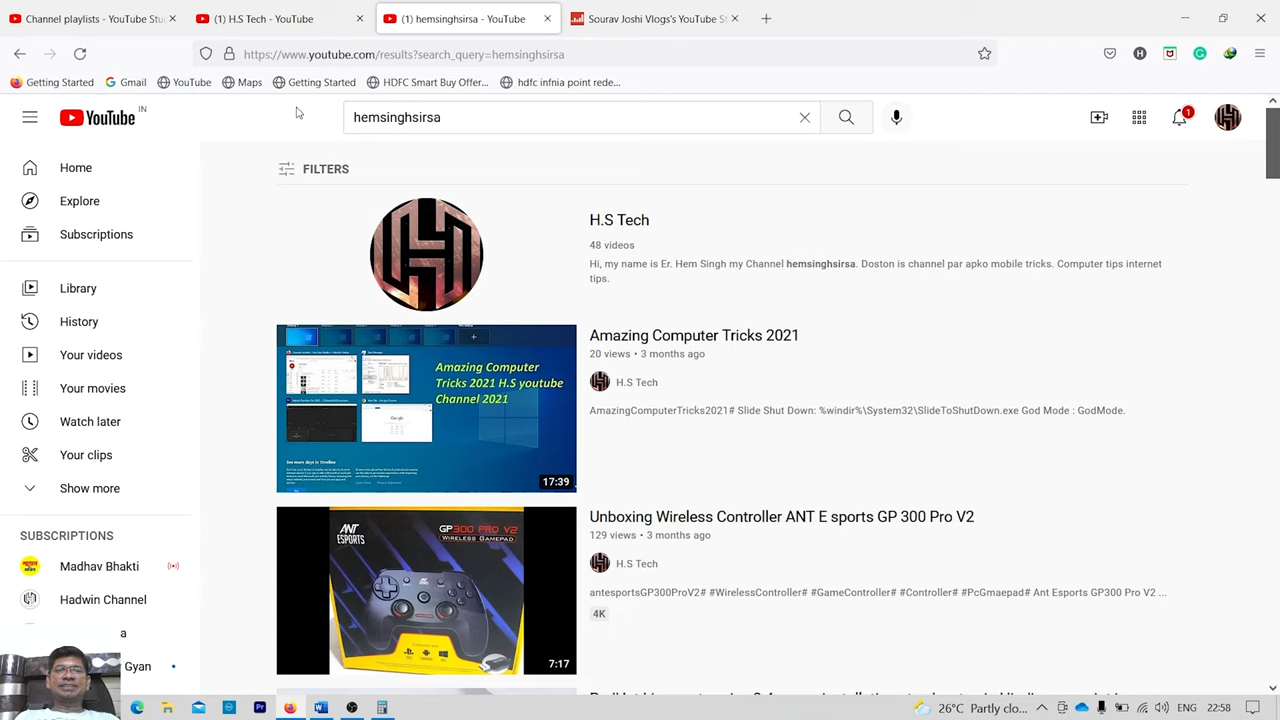 Channel playlists - YouTube Stu
(1) H.S Tech - YouTube
(1) hemsinghsirsa - YouTube
Sourav Joshi Vlogs's YouTube St
https://www.youtube.com/results?search_query=hemsinghsirsa
Getting Started
Gmail
YouTube
Maps
Getting Started
HDFC Smart Buy Offer...
hdfc infnia point rede...
YouTube IN
hemsinghsirsa
1
Home
Explore
Subscriptions
Library
History
Your videos
Your movies
Watch later
Your clips
Show more
SUBSCRIPTIONS
Madhav Bhakti
Hadwin Channel
a
Gyan
FILTERS
H.S Tech
48 videos
Hi, my name is Er. Hem Singh my Channel hemsinghsirsa. Doston is channel par apko mobile tricks. Computer tips internet
tips.
Amazing Computer
Tricks 2021 H.S youtube
Channel 2021
17:39
Amazing Computer Tricks 2021
20 views • 3 months ago
H.S Tech
AmazingComputerTricks2021# Slide Shut Down: %windir%\System32\SlideToShutDown.exe God Mode : GodMode.
ANT
ESPORTS
GP300 PRO V2
WIRELESS GAMEPAD
7:17
Unboxing Wireless Controller ANT E sports GP 300 Pro V2
129 views • 3 months ago
H.S Tech
antesportsGP300ProV2# #WirelessController# #GameController# #Controller# #PcGmaepad# Ant Esports GP300 Pro V2 ...
4K
26°C Partly clo...
ENG
22:58